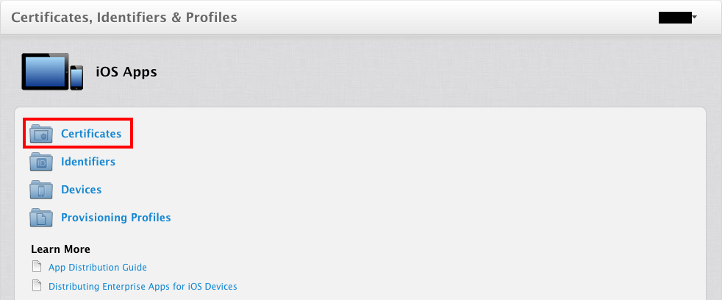 Certificates, Identifiers & Profiles
iOS Apps
Certificates
Identifiers
Devices
Provisioning Profiles
Learn More
App Distribution Guide
Distributing Enterprise Apps for iOS Devices